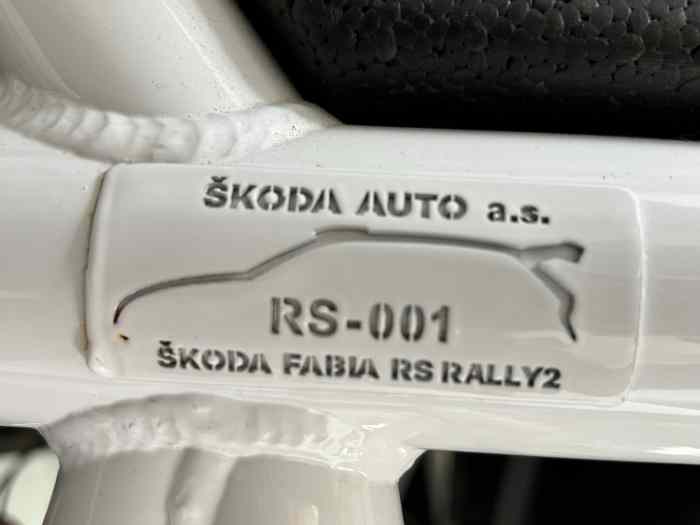 ŠKODA AUTO a.s.
RS-001
ŠKODA FABIA RS RALLY2